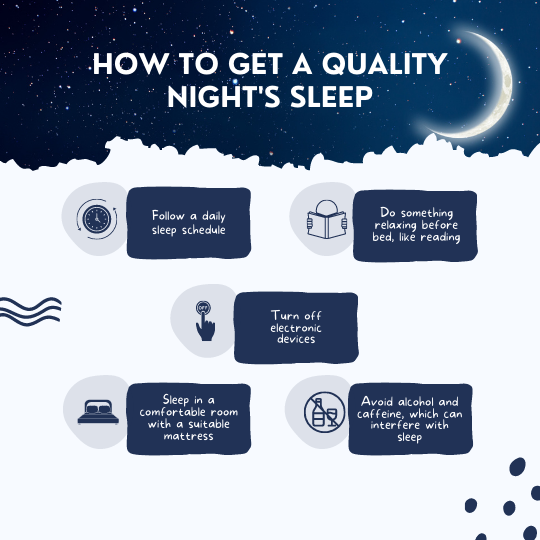 HOW TO GET A QUALITY
NIGHT'S SLEEP
Follow a daily
sleep schedule
Do something
relaxing before
bed, like reading
OFF
Turn off
electronic
devices
Sleep in a
comfortable room
with a suitable
mattress
Avoid alcohol and
caffeine, which can
interfere with
sleep